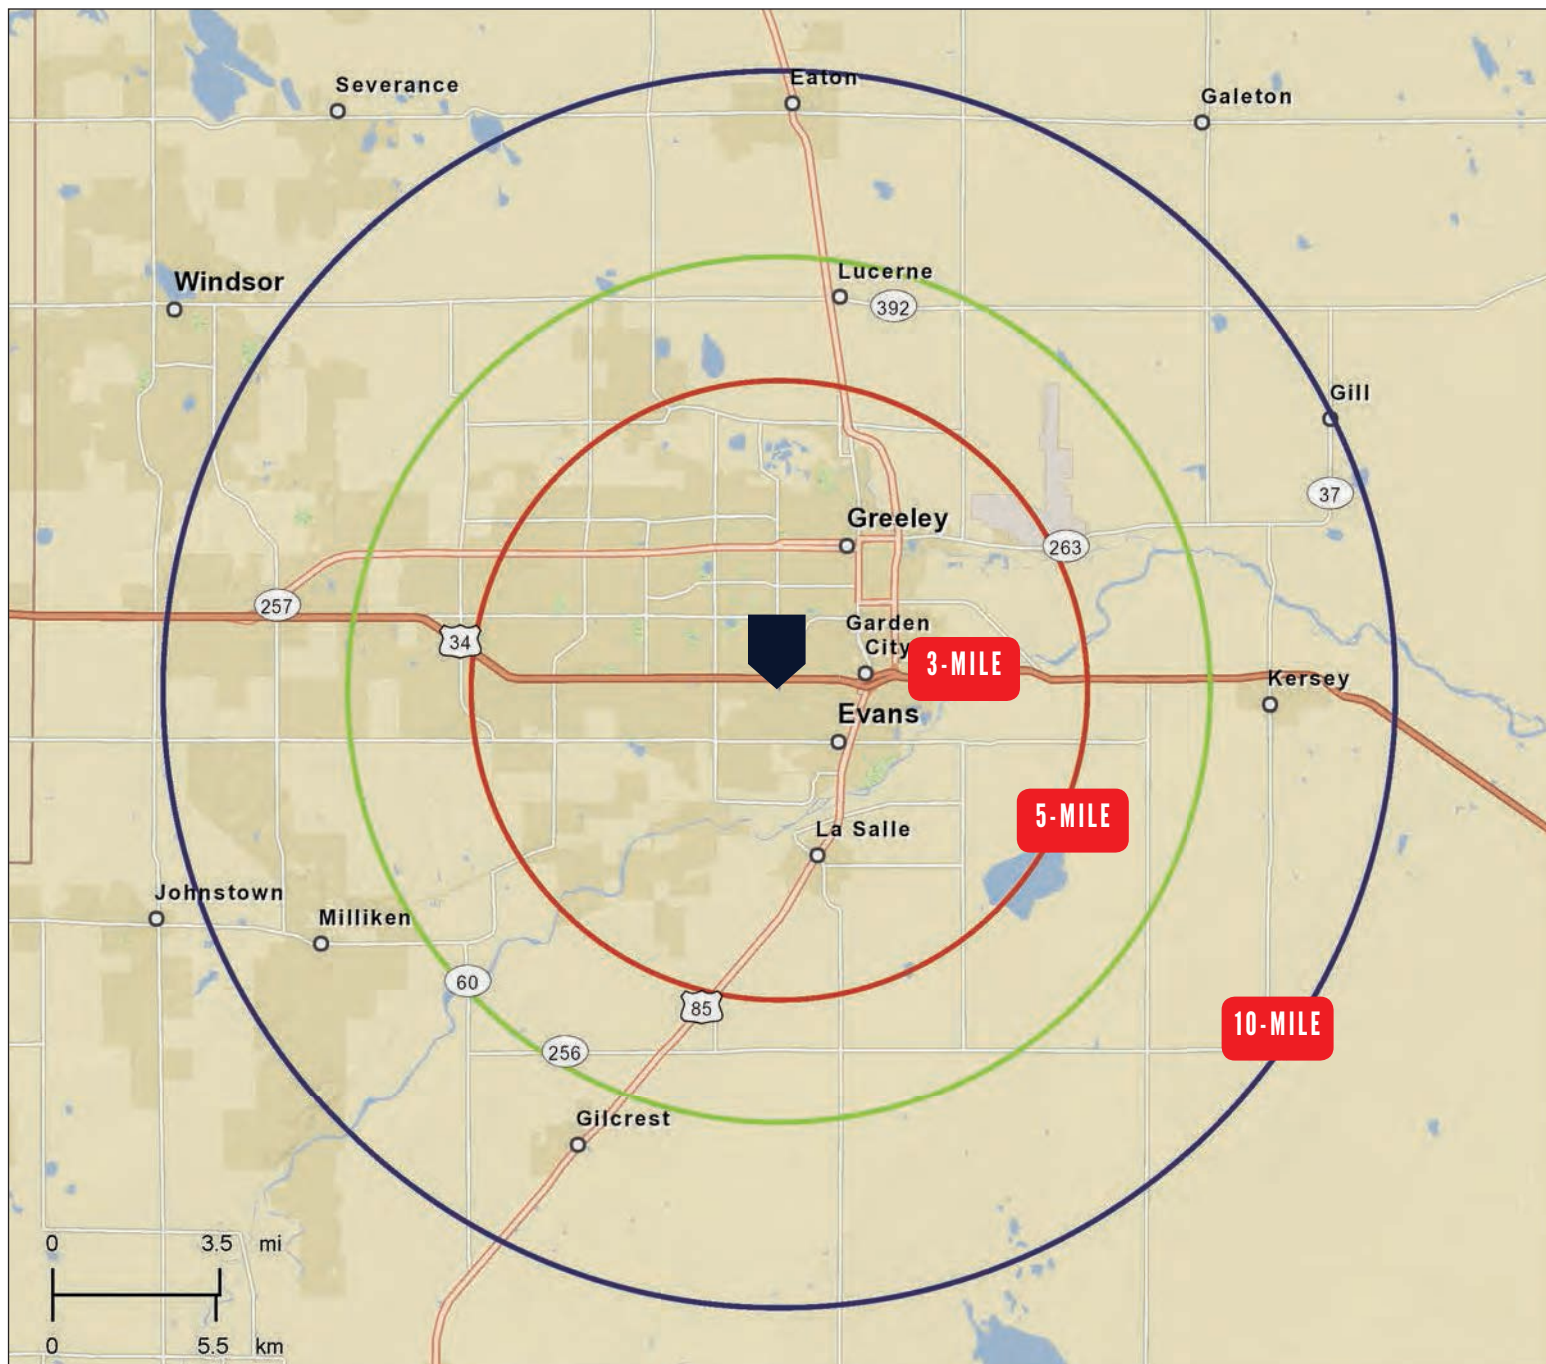 Severance
Eaton
Galeton
Windsor
Lucerne
392
Gill
37
Greeley
263
257
34
Garden
City
3-MILE
Kersey
Evans
5-MILE
La Salle
Johnstown
Milliken
60
85
10-MILE
256
Gilcrest
0 3.5 mi
0 5.5 km